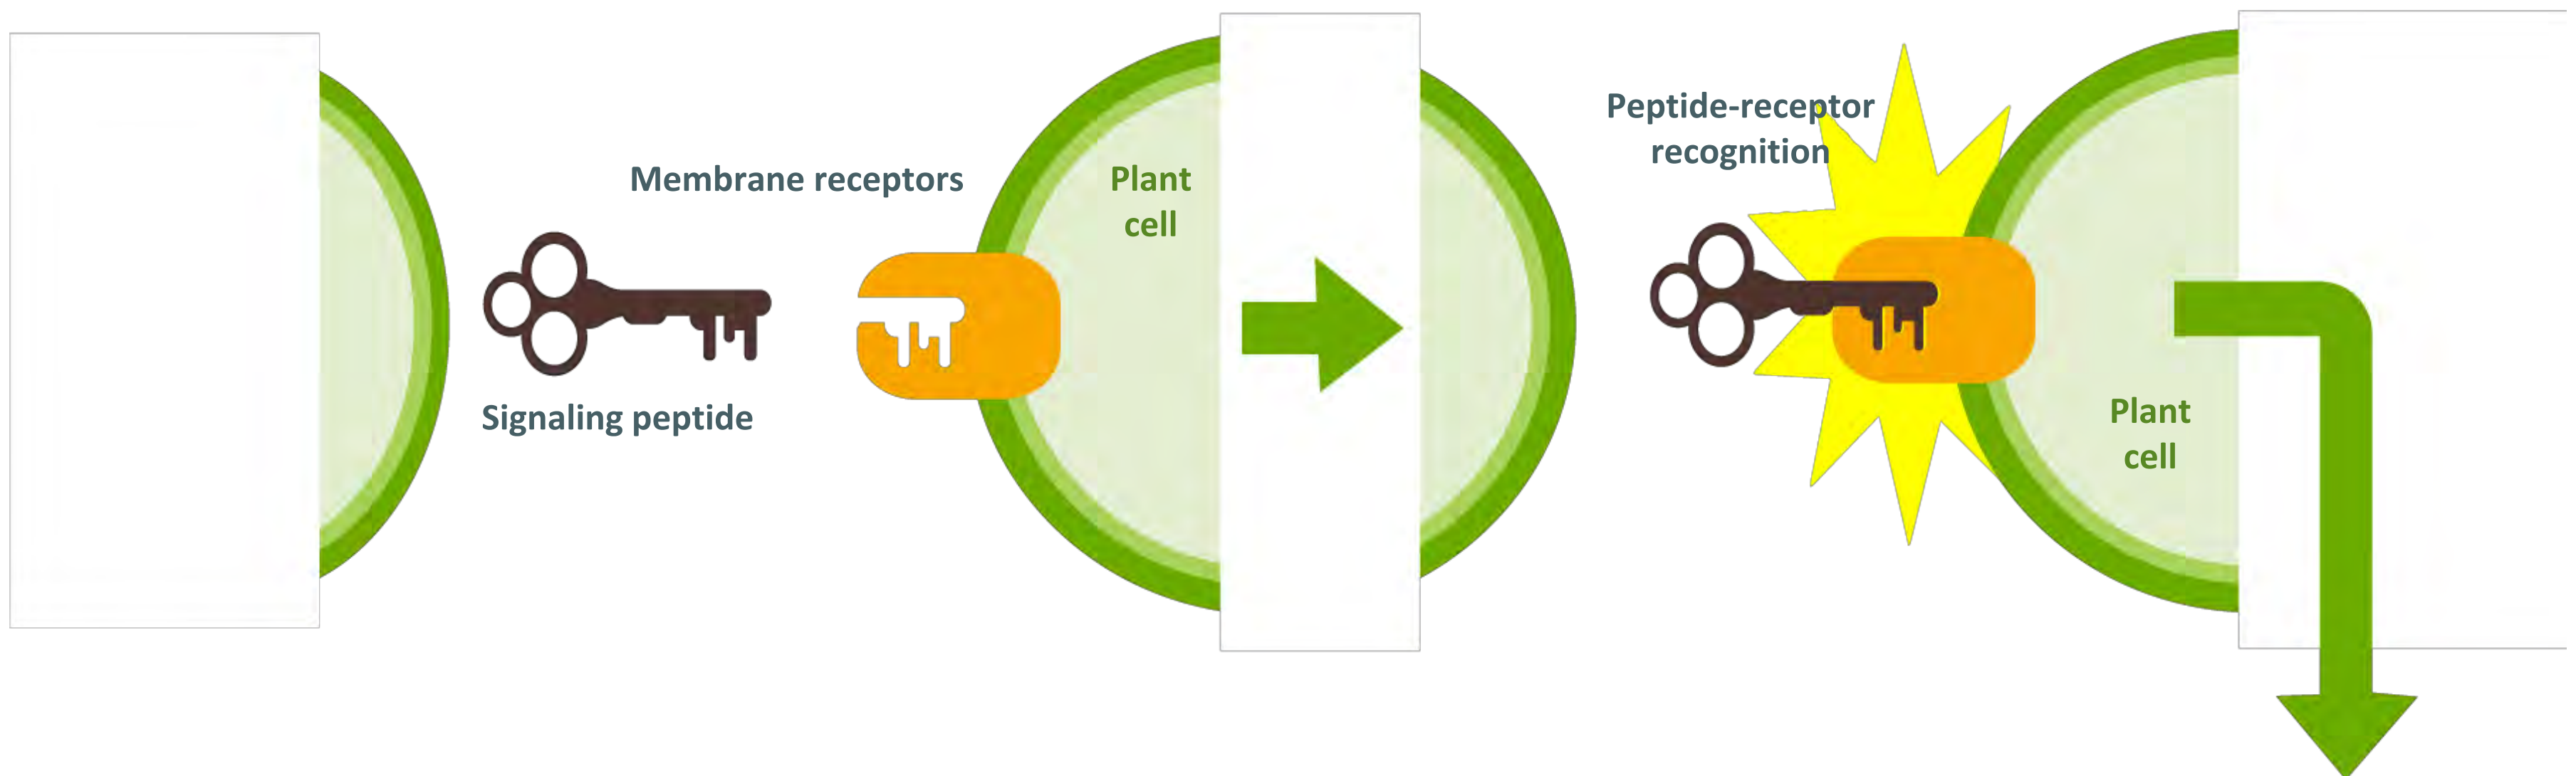 Membrane receptors
Signaling peptide
Plant
cell
Peptide-receptor
recognition
Plant
cell